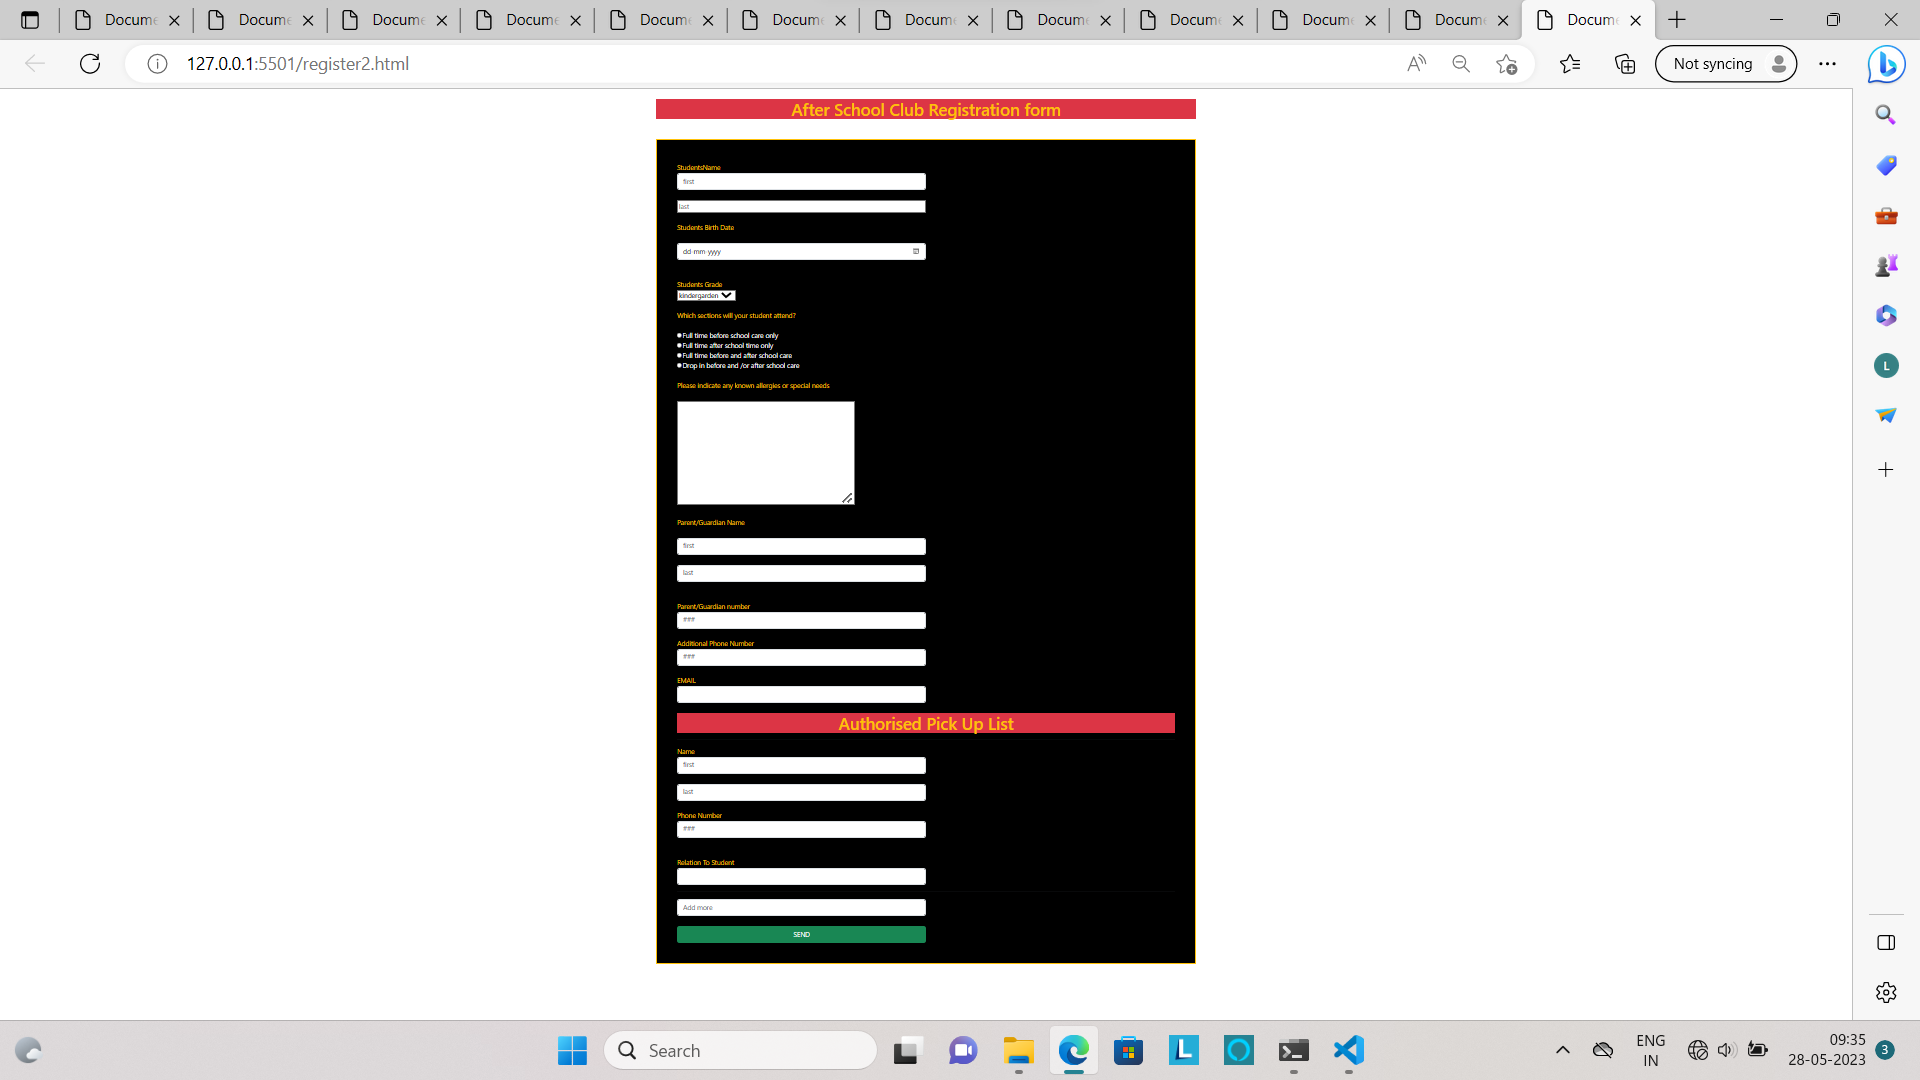 Docume Docume Docume Docume Docume Docume Docume Docume Docume Docume Docume Docume
127.0.0.1:5501/register2.html
Not syncing
After School Club Registration form
StudentsName
first
last
Students Birth Date
dd-mm-yyyy
Students Grade
kindergarden
Which sections will your student attend?
Full time before school care only
Full time after school time only
Full time before and after school care
Drop in before and /or after school care
Please indicate any known allergies or special needs
Parent/Guardian Name
first
last
Parent/Guardian number
###
Additional Phone Number
###
EMAIL
Authorised Pick Up List
Name
first
last
Phone Number
###
Relation To Student
Add more
SEND
L
Search
ENG
IN
09:35
28-05-2023
3